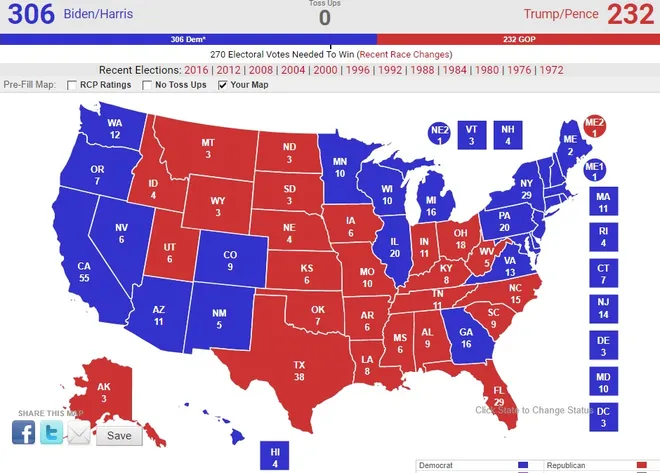 306 Biden/Harris
Toss Ups
0
Trump/Pence 232
306 Dem*
232 GOP
270 Electoral Votes Needed To Win (Recent Race Changes)
Recent Elections: 2016 | 2012 | 2008 | 2004 | 2000 | 1996 | 1992 | 1988 | 1984 | 1980 | 1976 | 1972
Pre-Fill Map: RCP Ratings No Toss Ups Your Map
WA
12
OR
7
CA
55
NV
6
ID
4
MT
3
WY
3
UT
6
AZ
11
CO
9
NM
5
ND
3
SD
3
NE
4
KS
6
OK
7
TX
38
MN
10
IA
6
MO
10
AR
6
LA
8
WI
10
IL
20
MI
16
IN
11
OH
18
KY
8
TN
11
MS
6
AL
9
GA
16
FL
29
SC
9
NC
15
VA
13
WV
5
PA
20
NY
29
ME
2
NE2
1
VT
3
NH
4
ME2
1
ME1
1
MA
11
RI
4
CT
7
NJ
14
DE
3
MD
10
DC
3
AK
3
HI
4
Click State to Change Status
SHARE THIS MAP
Save
Democrat
Republican